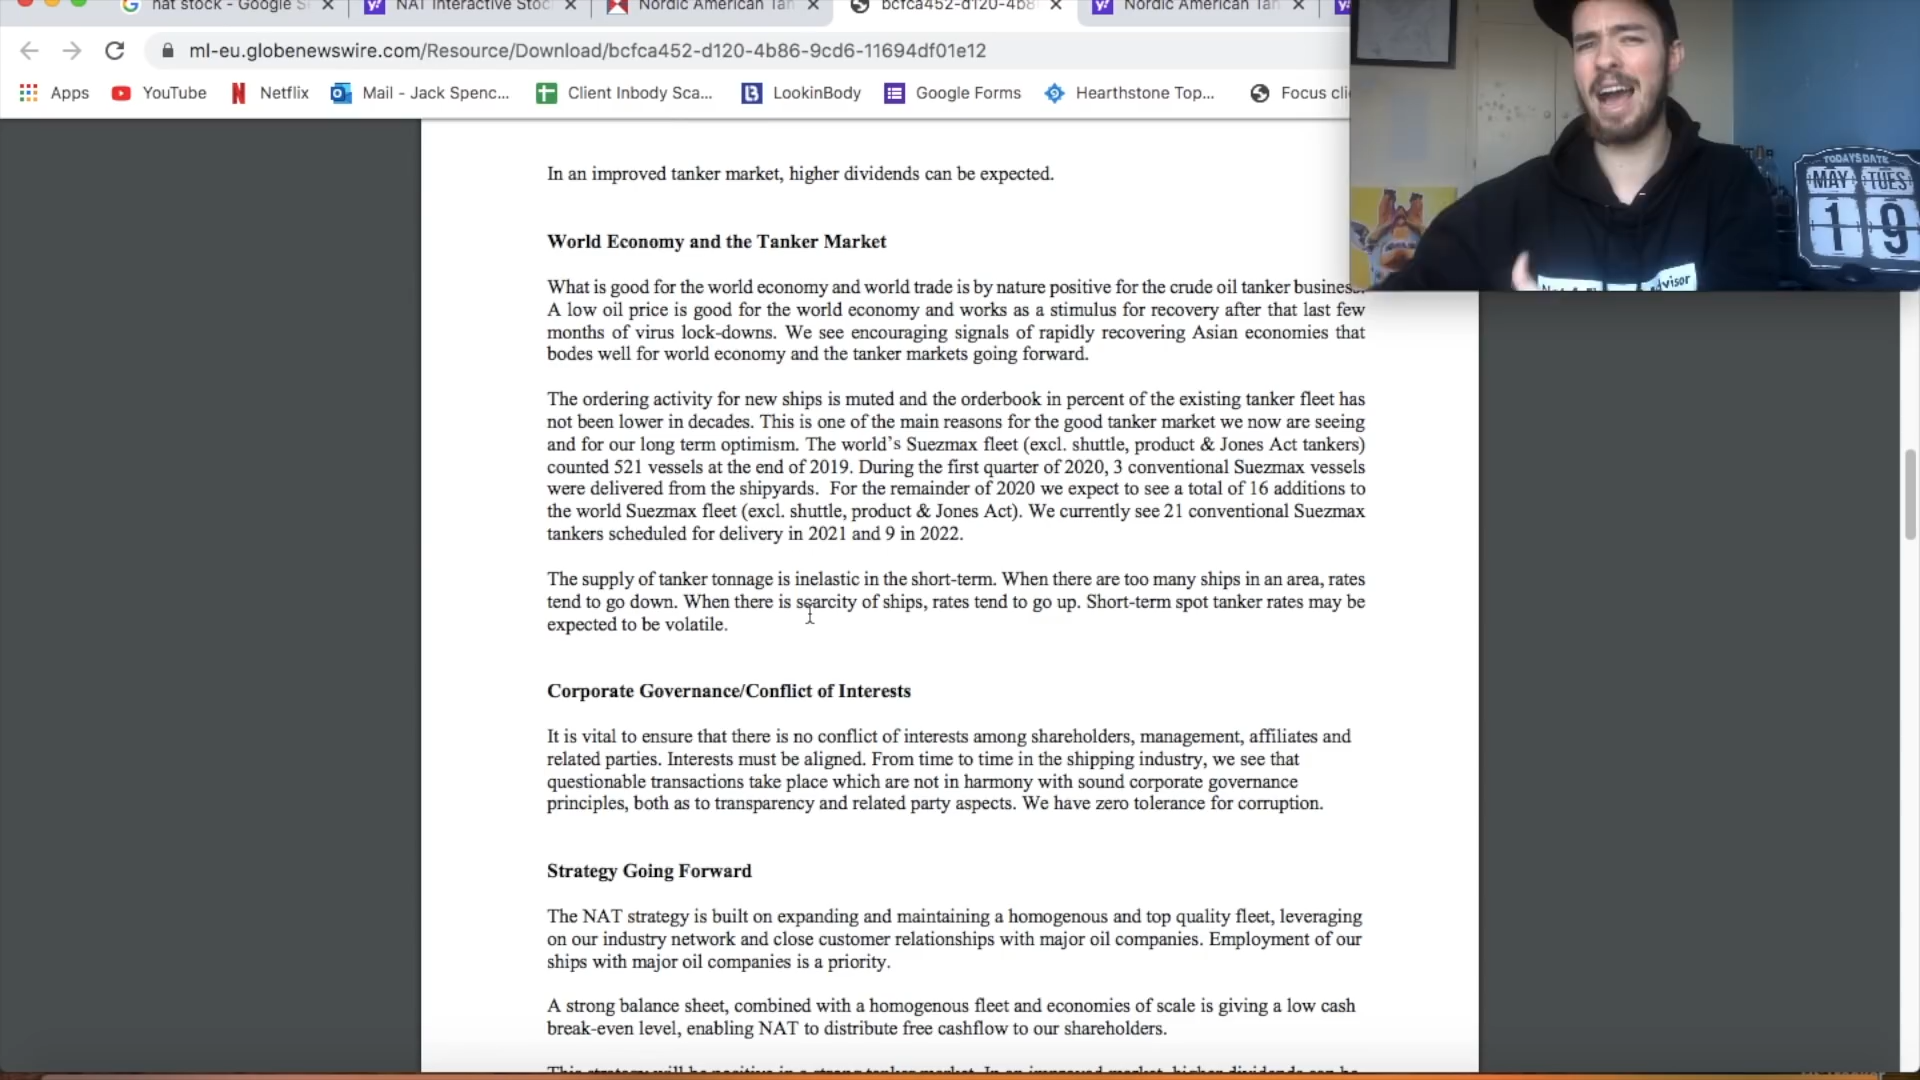 nat stock - Google S
NAT Interactive Stoc
Nordic American Tan
bcfca452-d120-4b8
Nordic American Tan
ml-eu.globenewswire.com/Resource/Download/bcfca452-d120-4b86-9cd6-11694df01e12
Apps YouTube Netflix Mail - Jack Spenc... Client Inbody Sca... LookinBody Google Forms Hearthstone Top... Focus cli
TODAYS DATE
MAY TUES
1 9
visor
In an improved tanker market, higher dividends can be expected.
World Economy and the Tanker Market
What is good for the world economy and world trade is by nature positive for the crude oil tanker business.
A low oil price is good for the world economy and works as a stimulus for recovery after that last few
months of virus lock-downs. We see encouraging signals of rapidly recovering Asian economies that
bodes well for world economy and the tanker markets going forward.
The ordering activity for new ships is muted and the orderbook in percent of the existing tanker fleet has
not been lower in decades. This is one of the main reasons for the good tanker market we now are seeing
and for our long term optimism. The world's Suezmax fleet (excl. shuttle, product & Jones Act tankers)
counted 521 vessels at the end of 2019. During the first quarter of 2020, 3 conventional Suezmax vessels
were delivered from the shipyards. For the remainder of 2020 we expect to see a total of 16 additions to
the world Suezmax fleet (excl. shuttle, product & Jones Act). We currently see 21 conventional Suezmax
tankers scheduled for delivery in 2021 and 9 in 2022.
The supply of tanker tonnage is inelastic in the short-term. When there are too many ships in an area, rates
tend to go down. When there is scarcity of ships, rates tend to go up. Short-term spot tanker rates may be
expected to be volatile.
Corporate Governance/Conflict of Interests
It is vital to ensure that there is no conflict of interests among shareholders, management, affiliates and
related parties. Interests must be aligned. From time to time in the shipping industry, we see that
questionable transactions take place which are not in harmony with sound corporate governance
principles, both as to transparency and related party aspects. We have zero tolerance for corruption.
Strategy Going Forward
The NAT strategy is built on expanding and maintaining a homogenous and top quality fleet, leveraging
on our industry network and close customer relationships with major oil companies. Employment of our
ships with major oil companies is a priority.
A strong balance sheet, combined with a homogenous fleet and economies of scale is giving a low cash
break-even level, enabling NAT to distribute free cashflow to our shareholders.
This strategy will be positive in a strong tanker market. In an improved market, higher dividends can be